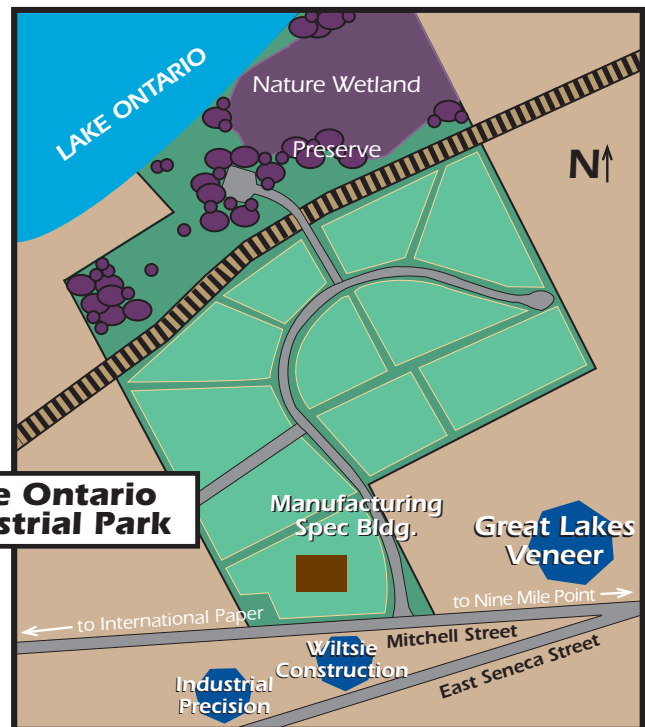 LAKE ONTARIO
Nature Wetland
Preserve
N
e Ontario
strial Park
Manufacturing
Spec Bldg.
Great Lakes
Veneer
to International Paper
to Nine Mile Point
Mitchell Street
East Seneca Street
Wiltsie
Construction
Industrial
Precision